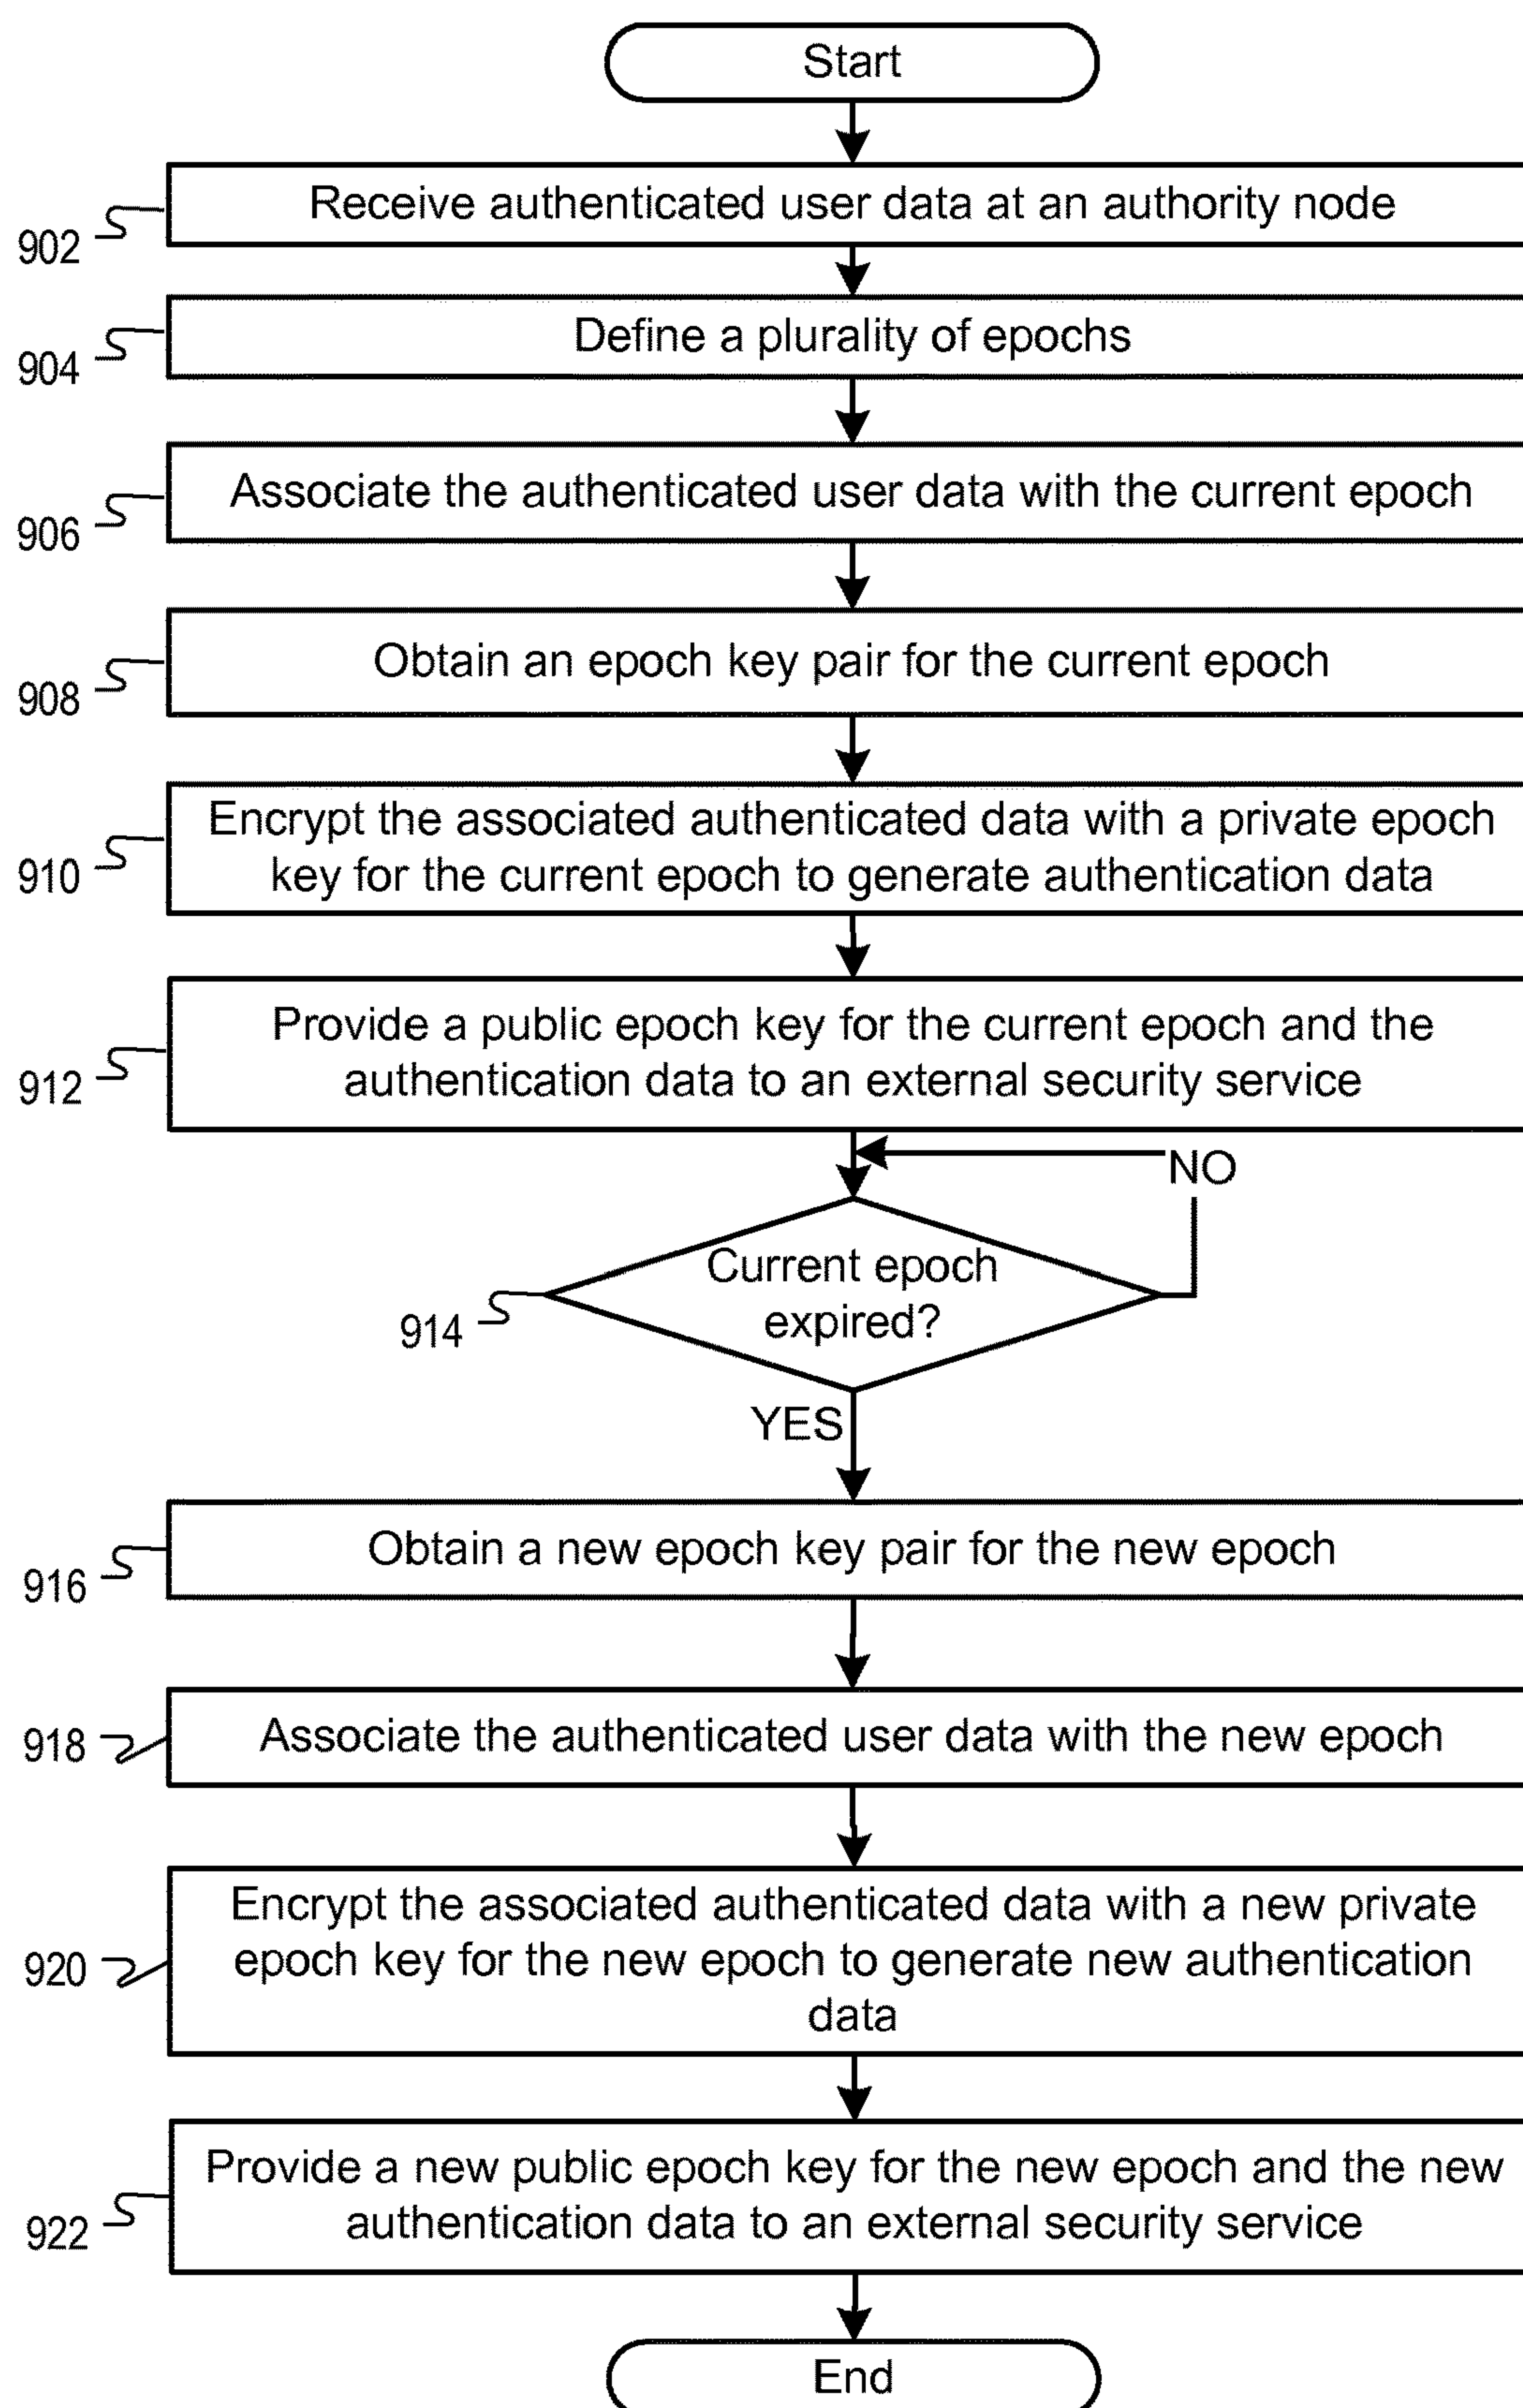 Start
Receive authenticated user data at an authority node
902
Define a plurality of epochs
904
Associate the authenticated user data with the current epoch
906
Obtain an epoch key pair for the current epoch
908
Encrypt the associated authenticated data with a private epoch
key for the current epoch to generate authentication data
910
Provide a public epoch key for the current epoch and the
authentication data to an external security service
912
NO
Current epoch
expired?
914
YES
Obtain a new epoch key pair for the new epoch
916
Associate the authenticated user data with the new epoch
918
Encrypt the associated authenticated data with a new private
epoch key for the new epoch to generate new authentication
data
920
Provide a new public epoch key for the new epoch and the new
authentication data to an external security service
922
End